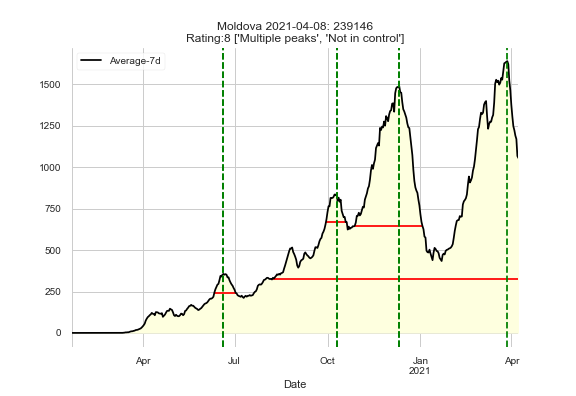 Moldova 2021-04-08: 239146
Rating:8 ['Multiple peaks', 'Not in control']
Average-7d
1500
1250
1000
750
500
250
0
Apr
Jul
Oct
Jan
2021
Apr
Date